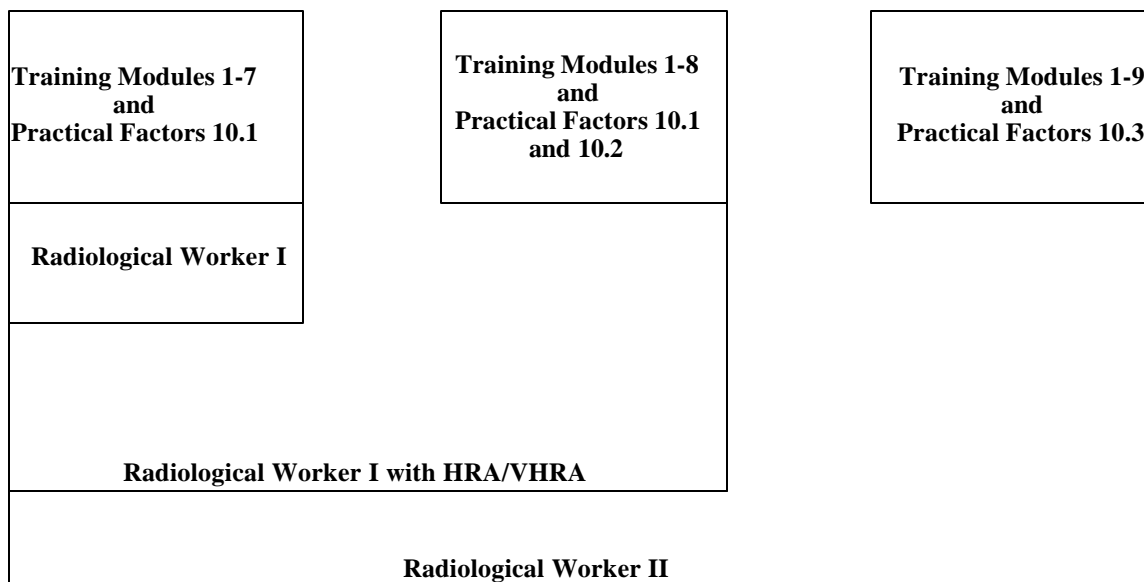 Training Modules 1-7
and
Practical Factors 10.1
Training Modules 1-8
and
Practical Factors 10.1
and 10.2
Training Modules 1-9
and
Practical Factors 10.3
Radiological Worker I
Radiological Worker I with HRA/VHRA
Radiological Worker II